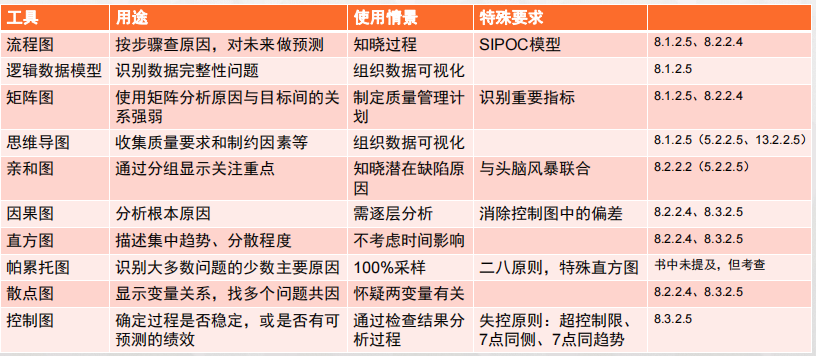 工具 用途 使用情景 特殊要求
流程图 按步骤查原因，对未来做预测 知晓过程 SIPOC模型 8.1.2.5、8.2.2.4
逻辑数据模型 识别数据完整性问题 组织数据可视化 8.1.2.5
矩阵图 使用矩阵分析原因与目标间的关 制定质量管理计 识别重要指标 8.1.2.5、8.2.2.4
系强弱 划
思维导图 收集质量要求和制约因素等 组织数据可视化 8.1.2.5（5.2.2.5、13.2.2.5）
亲和图 通过分组显示关注重点 知晓潜在缺陷原 与头脑风暴联合 8.2.2.2（5.2.2.5）
因
因果图 分析根本原因 需逐层分析 消除控制图中的偏差 8.2.2.4、8.3.2.5
直方图 描述集中趋势、分散程度 不考虑时间影响 8.2.2.4、8.3.2.5
帕累托图 识别大多数问题的少数主要原因 100%采样 二八原则，特殊直方图 书中未提及，但考查
散点图 显示变量关系，找多个问题共因 怀疑两变量有关 8.2.2.4、8.3.2.5
控制图 确定过程是否稳定，或是否有可 通过检查结果分 失控原则：超控制限、 8.3.2.5
预测的绩效 析过程 7点同侧、7点同趋势